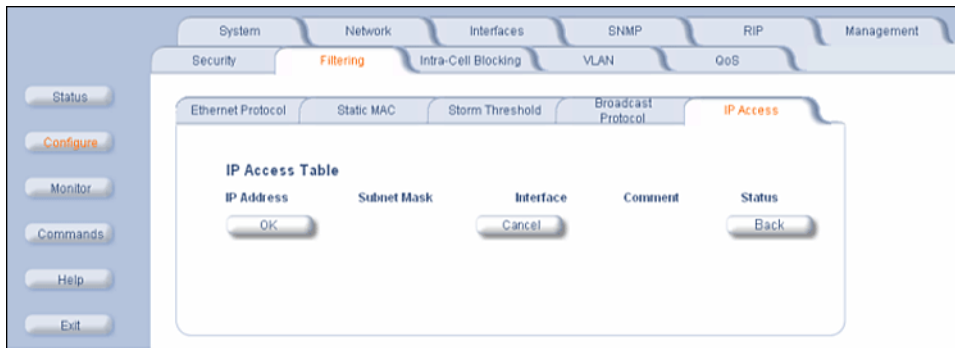 System Network Interfaces SNMP RIP Management
Security Filtering Intra-Cell Blocking VLAN QoS
Status
Configure
Monitor
Commands
Help
Exit
Ethernet Protocol Static MAC Storm Threshold Broadcast Protocol IP Access
IP Access Table
IP Address Subnet Mask Interface Comment Status
OK Cancel Back